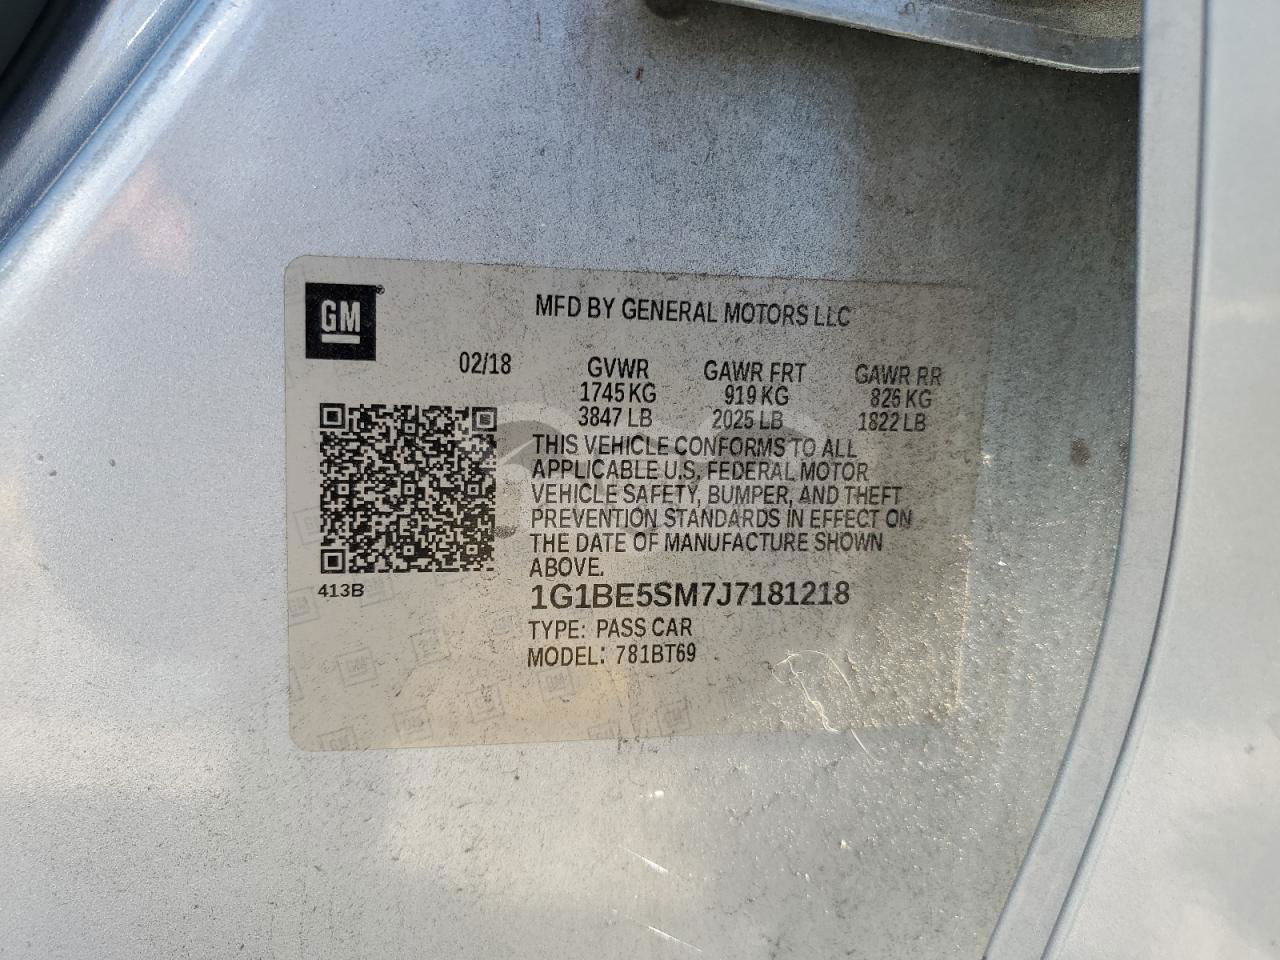 GM
MFD BY GENERAL MOTORS LLC
02/18 GVWR GAWR FRT GAWR RR
1745 KG 919 KG 826 KG
3847 LB 2025 LB 1822 LB
THIS VEHICLE CONFORMS TO ALL
APPLICABLE U.S. FEDERAL MOTOR
VEHICLE SAFETY, BUMPER, AND THEFT
PREVENTION STANDARDS IN EFFECT ON
THE DATE OF MANUFACTURE SHOWN
ABOVE.
413B
1G1BE5SM7J7181218
TYPE: PASS CAR
MODEL: 781BT69